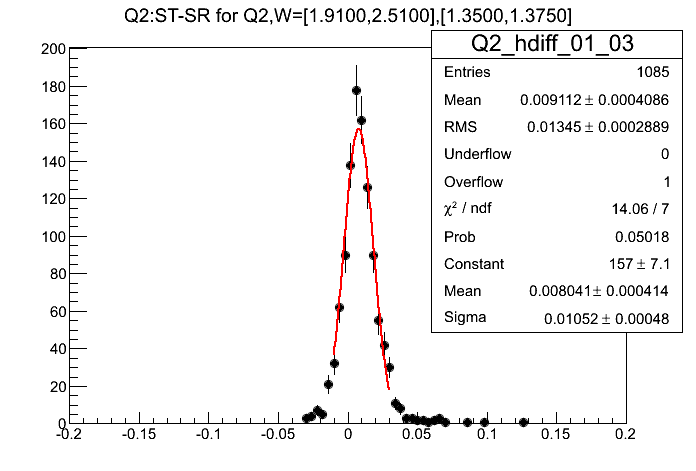 Q2:ST-SR for Q2,W=[1.9100,2.5100],[1.3500,1.3750]
Q2_hdiff_01_03
Entries 1085
Mean 0.009112 ± 0.0004086
RMS 0.01345 ± 0.0002889
Underflow 0
Overflow 1
χ² / ndf 14.06 / 7
Prob 0.05018
Constant 157 ± 7.1
Mean 0.008041 ± 0.000414
Sigma 0.01052 ± 0.00048
200
180
160
140
120
100
80
60
40
20
0
-0.2 -0.15 -0.1 -0.05 0 0.05 0.1 0.15 0.2